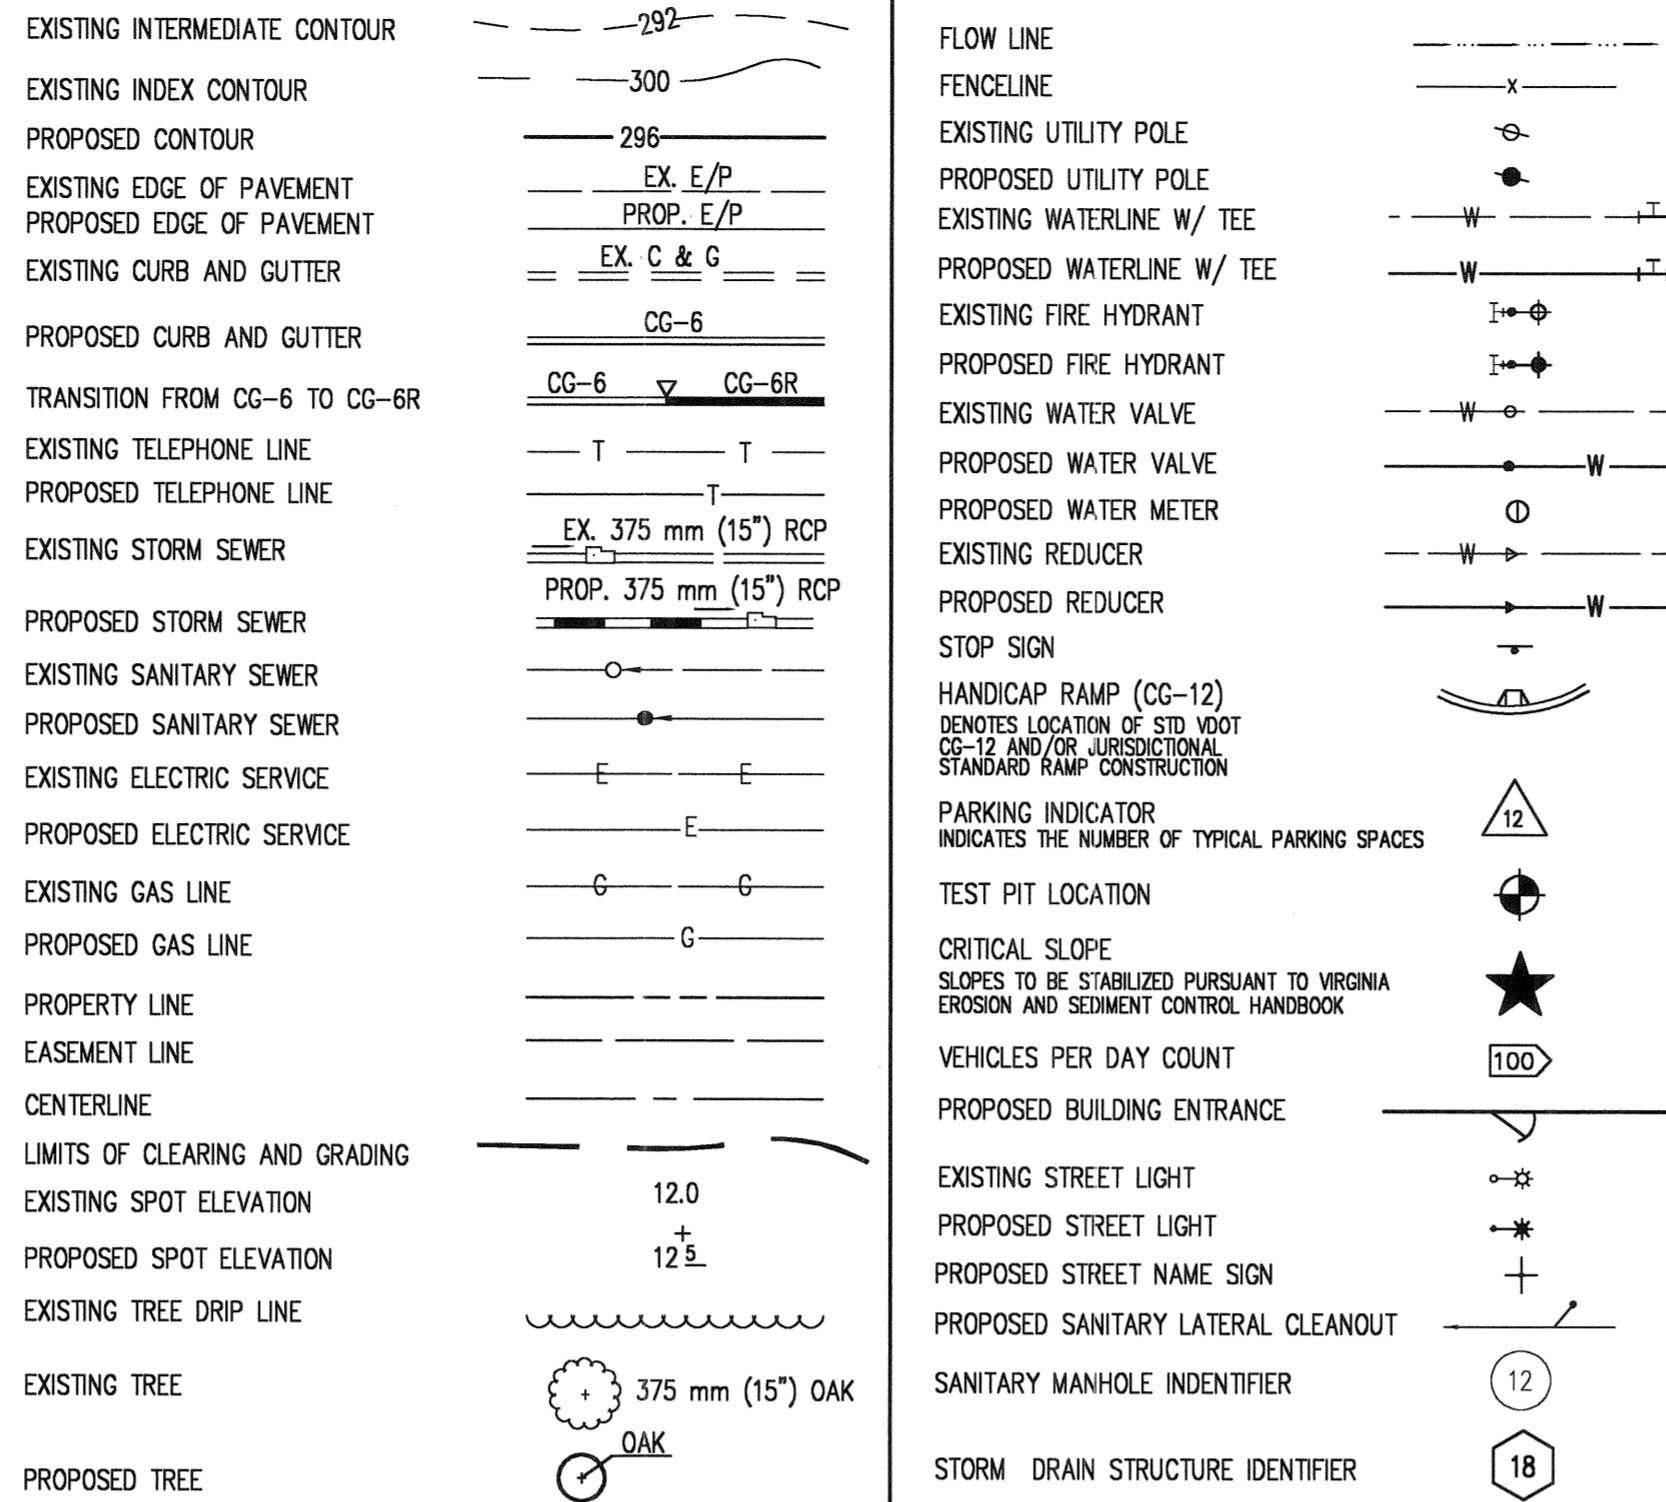 EXISTING INTERMEDIATE CONTOUR 292
EXISTING INDEX CONTOUR 300
PROPOSED CONTOUR 296
EXISTING EDGE OF PAVEMENT EX. E/P
PROPOSED EDGE OF PAVEMENT PROP. E/P
EXISTING CURB AND GUTTER EX. C & G
PROPOSED CURB AND GUTTER CG-6
TRANSITION FROM CG-6 TO CG-6R CG-6 CG-6R
EXISTING TELEPHONE LINE T T
PROPOSED TELEPHONE LINE T
EXISTING STORM SEWER EX. 375 mm (15") RCP
PROP. 375 mm (15") RCP
PROPOSED STORM SEWER
EXISTING SANITARY SEWER
PROPOSED SANITARY SEWER
EXISTING ELECTRIC SERVICE E E
PROPOSED ELECTRIC SERVICE E
EXISTING GAS LINE G G
PROPOSED GAS LINE G
PROPERTY LINE
EASEMENT LINE
CENTERLINE
LIMITS OF CLEARING AND GRADING
EXISTING SPOT ELEVATION 12.0
+
PROPOSED SPOT ELEVATION 12 5
EXISTING TREE DRIP LINE
EXISTING TREE 375 mm (15") OAK
OAK
PROPOSED TREE
FLOW LINE
FENCELINE X
EXISTING UTILITY POLE
PROPOSED UTILITY POLE
EXISTING WATERLINE W/ TEE W
PROPOSED WATERLINE W/ TEE W
EXISTING FIRE HYDRANT
PROPOSED FIRE HYDRANT
EXISTING WATER VALVE W
PROPOSED WATER VALVE W
PROPOSED WATER METER
EXISTING REDUCER W
PROPOSED REDUCER W
STOP SIGN
HANDICAP RAMP (CG-12)
DENOTES LOCATION OF STD VDOT
CG-12 AND/OR JURISDICTIONAL
STANDARD RAMP CONSTRUCTION
PARKING INDICATOR 12
INDICATES THE NUMBER OF TYPICAL PARKING SPACES
TEST PIT LOCATION
CRITICAL SLOPE
SLOPES TO BE STABILIZED PURSUANT TO VIRGINIA
EROSION AND SEDIMENT CONTROL HANDBOOK
VEHICLES PER DAY COUNT 100
PROPOSED BUILDING ENTRANCE
EXISTING STREET LIGHT
PROPOSED STREET LIGHT
PROPOSED STREET NAME SIGN
PROPOSED SANITARY LATERAL CLEANOUT
SANITARY MANHOLE INDENTIFIER 12
STORM DRAIN STRUCTURE IDENTIFIER 18